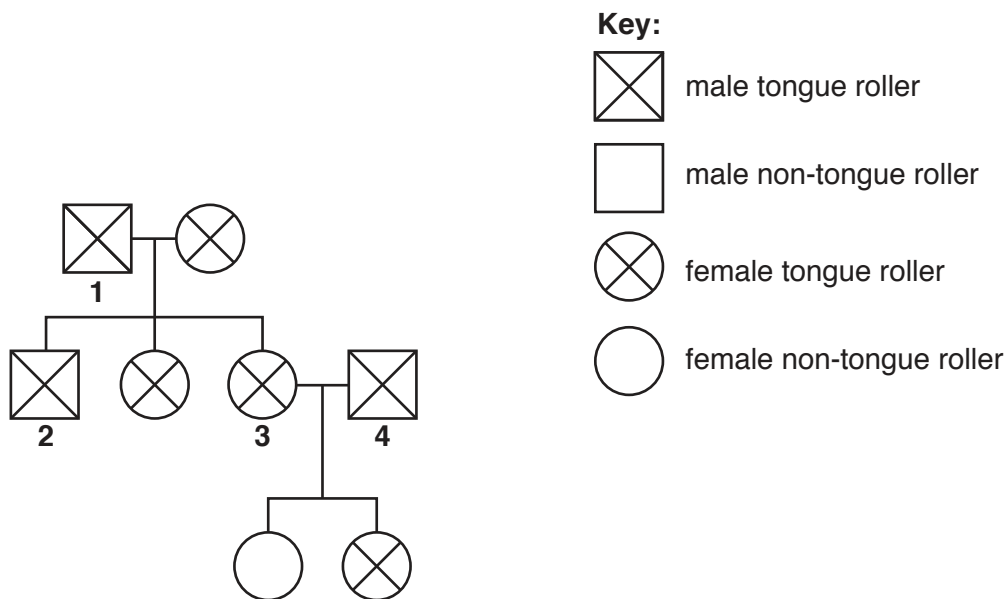 Key:
male tongue roller
male non-tongue roller
female tongue roller
female non-tongue roller
1
2
3
4